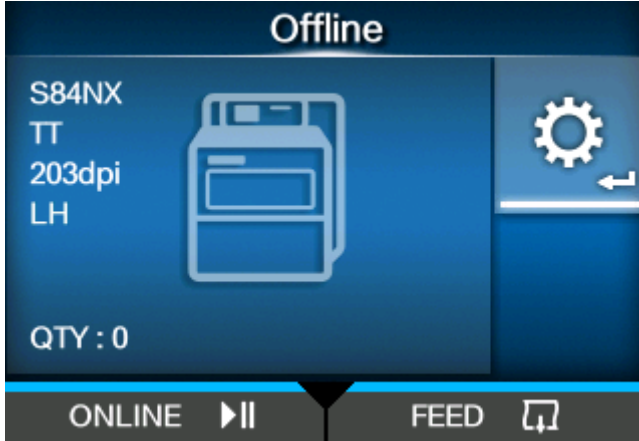 Offline
S84NX
TT
203dpi
LH
QTY : 0
ONLINE
FEED